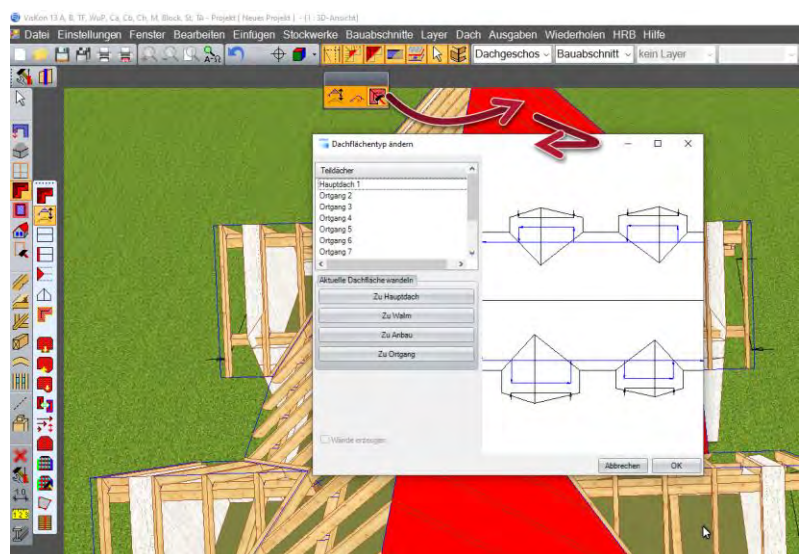 VisKon 13 A, B, TF, WuP, Ca, Cb, Ch, M, Block, St, TA - Projekt [ Neues Projekt ] - [1 : 3D-Ansicht]
Datei Einstellungen Fenster Bearbeiten Einfügen Stockwerke Bauabschnitte Layer Dach Ausgaben Wiederholen HRB Hilfe
A-Ω
Dachgeschos Bauabschnitt kein Layer
Dachflächentyp ändern
Teildächer
Hauptdach 1
Ortgang 2
Ortgang 3
Ortgang 4
Ortgang 5
Ortgang 6
Ortgang 7
Aktuelle Dachfläche wandeln
Zu Hauptdach
Zu Walm
Zu Anbau
Zu Ortgang
Wände erzeugen
Abbrechen OK
1.0